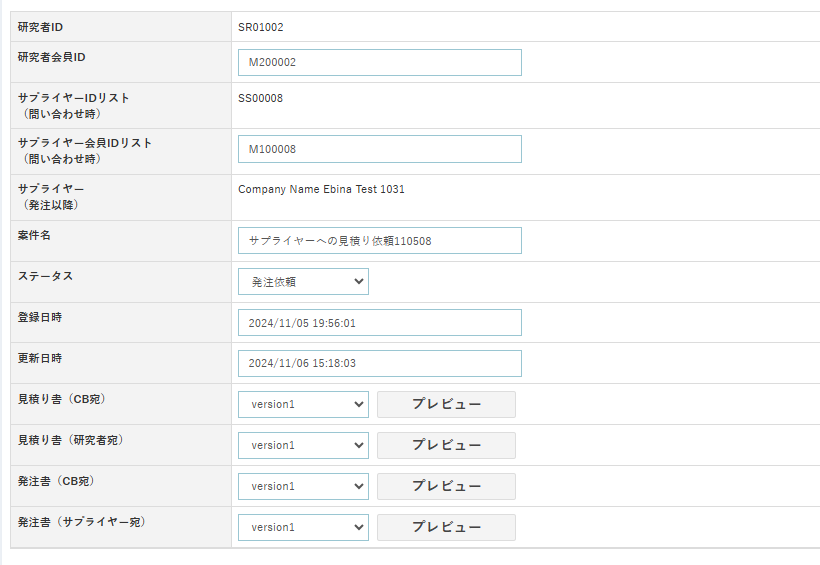 研究者ID
SR01002
研究者会員ID
M200002
サプライヤーIDリスト
（問い合わせ時）
SS00008
サプライヤー会員IDリスト
（問い合わせ時）
M100008
サプライヤー
（発注以降）
Company Name Ebina Test 1031
案件名
サプライヤーへの見積り依頼110508
ステータス
発注依頼
登録日時
2024/11/05 19:56:01
更新日時
2024/11/06 15:18:03
見積り書（CB宛）
version1 プレビュー
見積り書（研究者宛）
version1 プレビュー
発注書（CB宛）
version1 プレビュー
発注書（サプライヤー宛）
version1 プレビュー